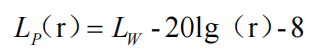 L_P(r) = L_W - 20lg (r) - 8